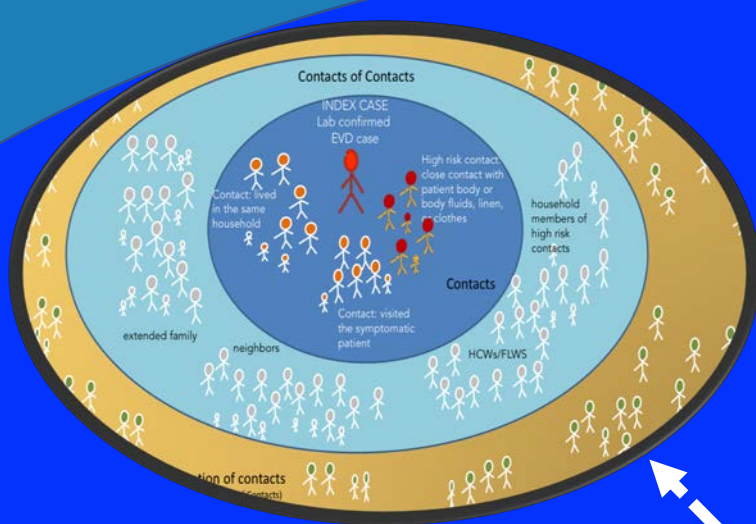 Contacts of Contacts
INDEX CASE
Lab confirmed
EVD case
High risk contact:
close contact with
patient body or
body fluids, linen,
or clothes
Contact: lived
in the same
household
household
members of
high risk
contacts
Contacts
Contact: visited
the symptomatic
patient
extended family
neighbors
HCWs/FLWS
of contacts
Contacts)